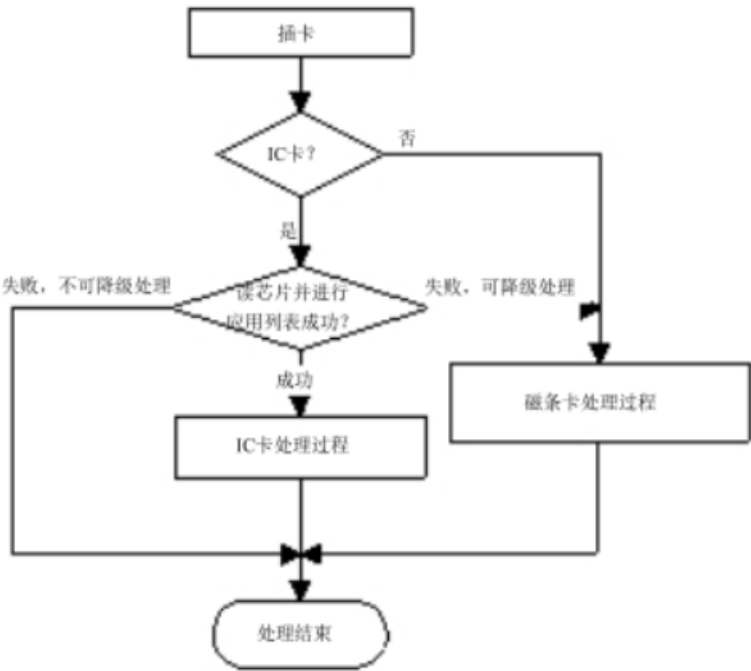 插卡
否
IC卡？
是
失败，不可降级处理
读芯片并进行
应用列表成功？
失败，可降级处理
成功
磁条卡处理过程
IC卡处理过程
处理结束